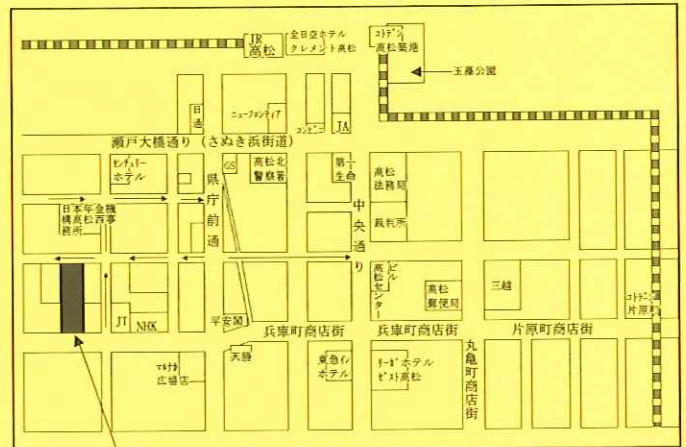 JR
高松
全日空ホテル
クレメント高松
コトデン
高松築港
玉藻公園
日通
ニューフロンティア
コンビニ
JA
瀬戸大橋通り（さぬき浜街道）
センチュリー
ホテル
県庁前通
GS
高松北
警察署
第一
生命
高松
法務局
裁判所
中央通り
日本年金機
構高松西事
務所
JT
NHK
平安閣
高松センター
ビル
高松
郵便局
三越
コトデン
片原町
兵庫町商店街
兵庫町商店街
片原町商店街
マルナカ
広場店
天勝
東急イン
ホテル
リーガホテル
ゼスト高松
丸亀町商店街